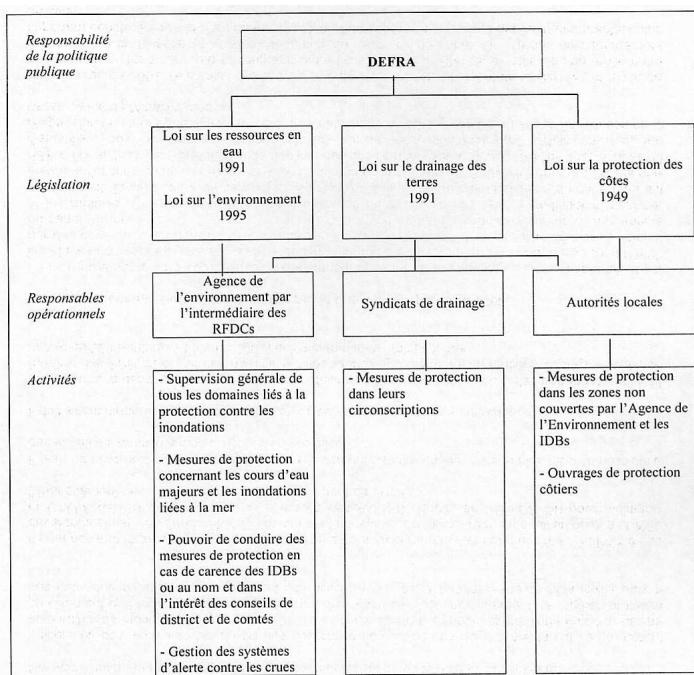 Responsabilité
de la politique
publique
DEFRA
Législation
Loi sur les ressources en
eau
1991
Loi sur l'environnement
1995
Loi sur le drainage des
terres
1991
Loi sur la protection des
côtes
1949
Responsables
opérationnels
Agence de
l'environnement par
l'intermédiaire des
RFDCs
Syndicats de drainage
Autorités locales
Activités
- Supervision générale de
tous les domaines liés à la
protection contre les
inondations
- Mesures de protection
concernant les cours d'eau
majeurs et les inondations
liées à la mer
- Pouvoir de conduire des
mesures de protection en
cas de carence des IDBs
ou au nom et dans
l'intérêt des conseils de
district et de comtés
- Gestion des systèmes
d'alerte contre les crues
- Mesures de protection
dans leurs
circonscriptions
- Mesures de protection
dans les zones non
couvertes par l'Agence de
l'Environnement et les
IDBs
- Ouvrages de protection
côtiers